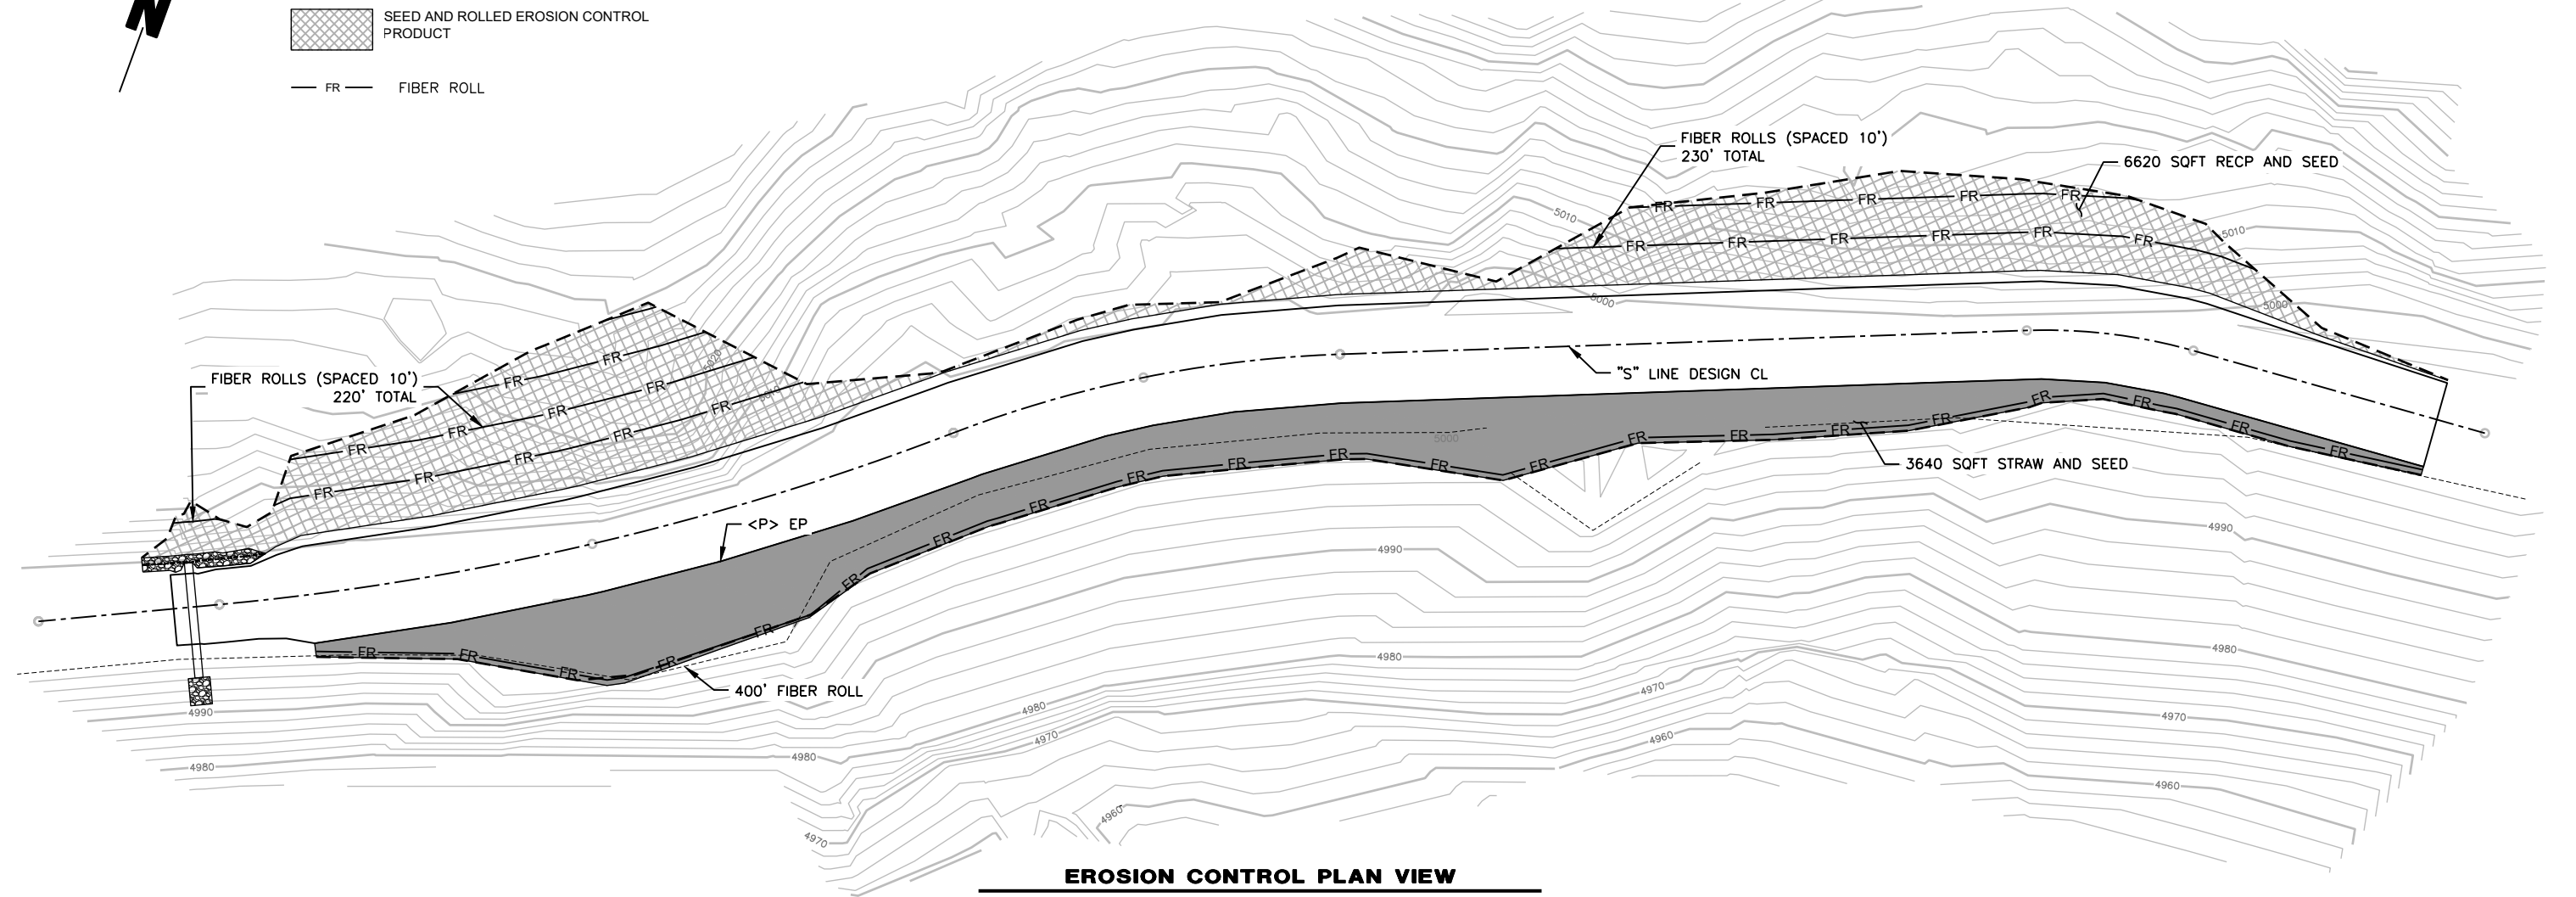 N
SEED AND ROLLED EROSION CONTROL
PRODUCT
FR
FIBER ROLL
FIBER ROLLS (SPACED 10')
230' TOTAL
6620 SQFT RECP AND SEED
FR FR FR FR FR
5010
5010
FR FR FR FR FR FR
5000
5000
FR FR
5020
FIBER ROLLS (SPACED 10')
220' TOTAL
FR FR FR FR
5010
FR FR FR FR
"S" LINE DESIGN CL
5000
FR FR FR FR FR FR FR FR
3640 SQFT STRAW AND SEED
FR FR FR FR FR
<P> EP
FR FR FR
4990
4990
FR FR FR FR FR
400' FIBER ROLL
4980
4980
4970
4990
4980
4970
4970
4960
4980
4980
4960
4960
4970
EROSION CONTROL PLAN VIEW